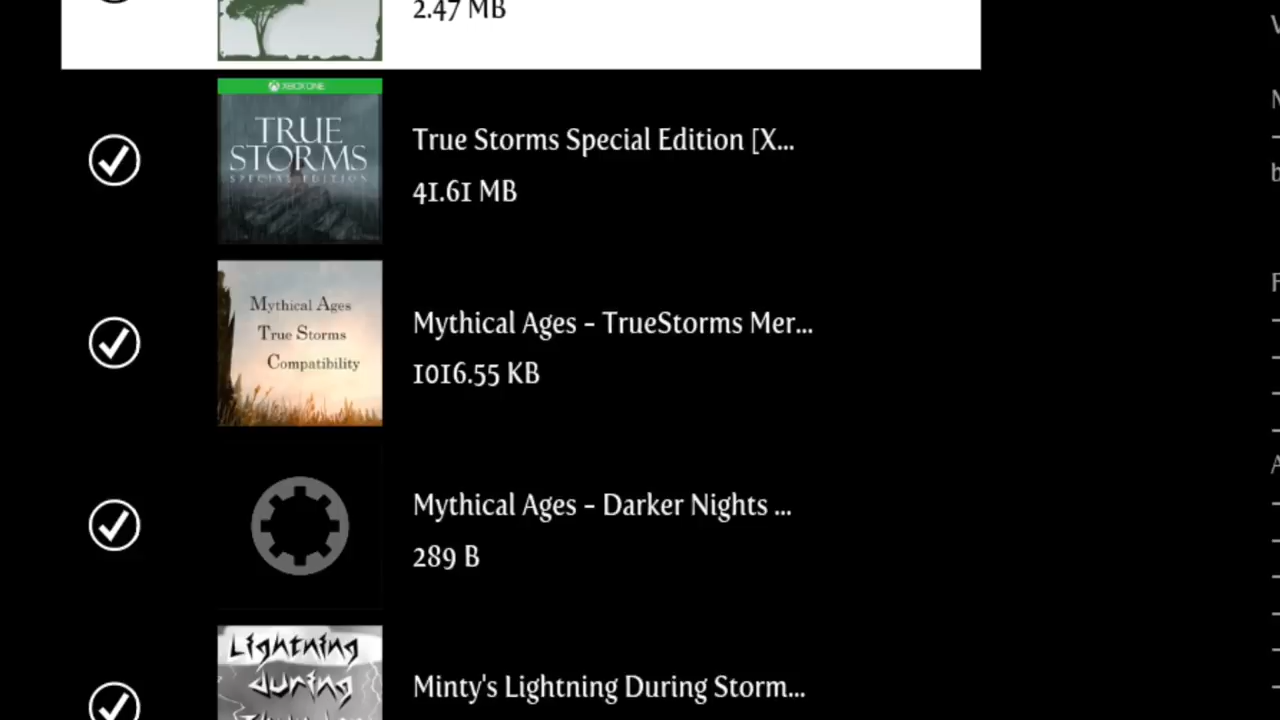 2.47 MB
XBOX ONE
TRUE
STORMS
SPECIAL EDITION
True Storms Special Edition [X...
41.61 MB
Mythical Ages
True Storms
Compatibility
Mythical Ages - TrueStorms Mer...
1016.55 KB
Mythical Ages - Darker Nights ...
289 B
Lightning
during
Minty's Lightning During Storm...